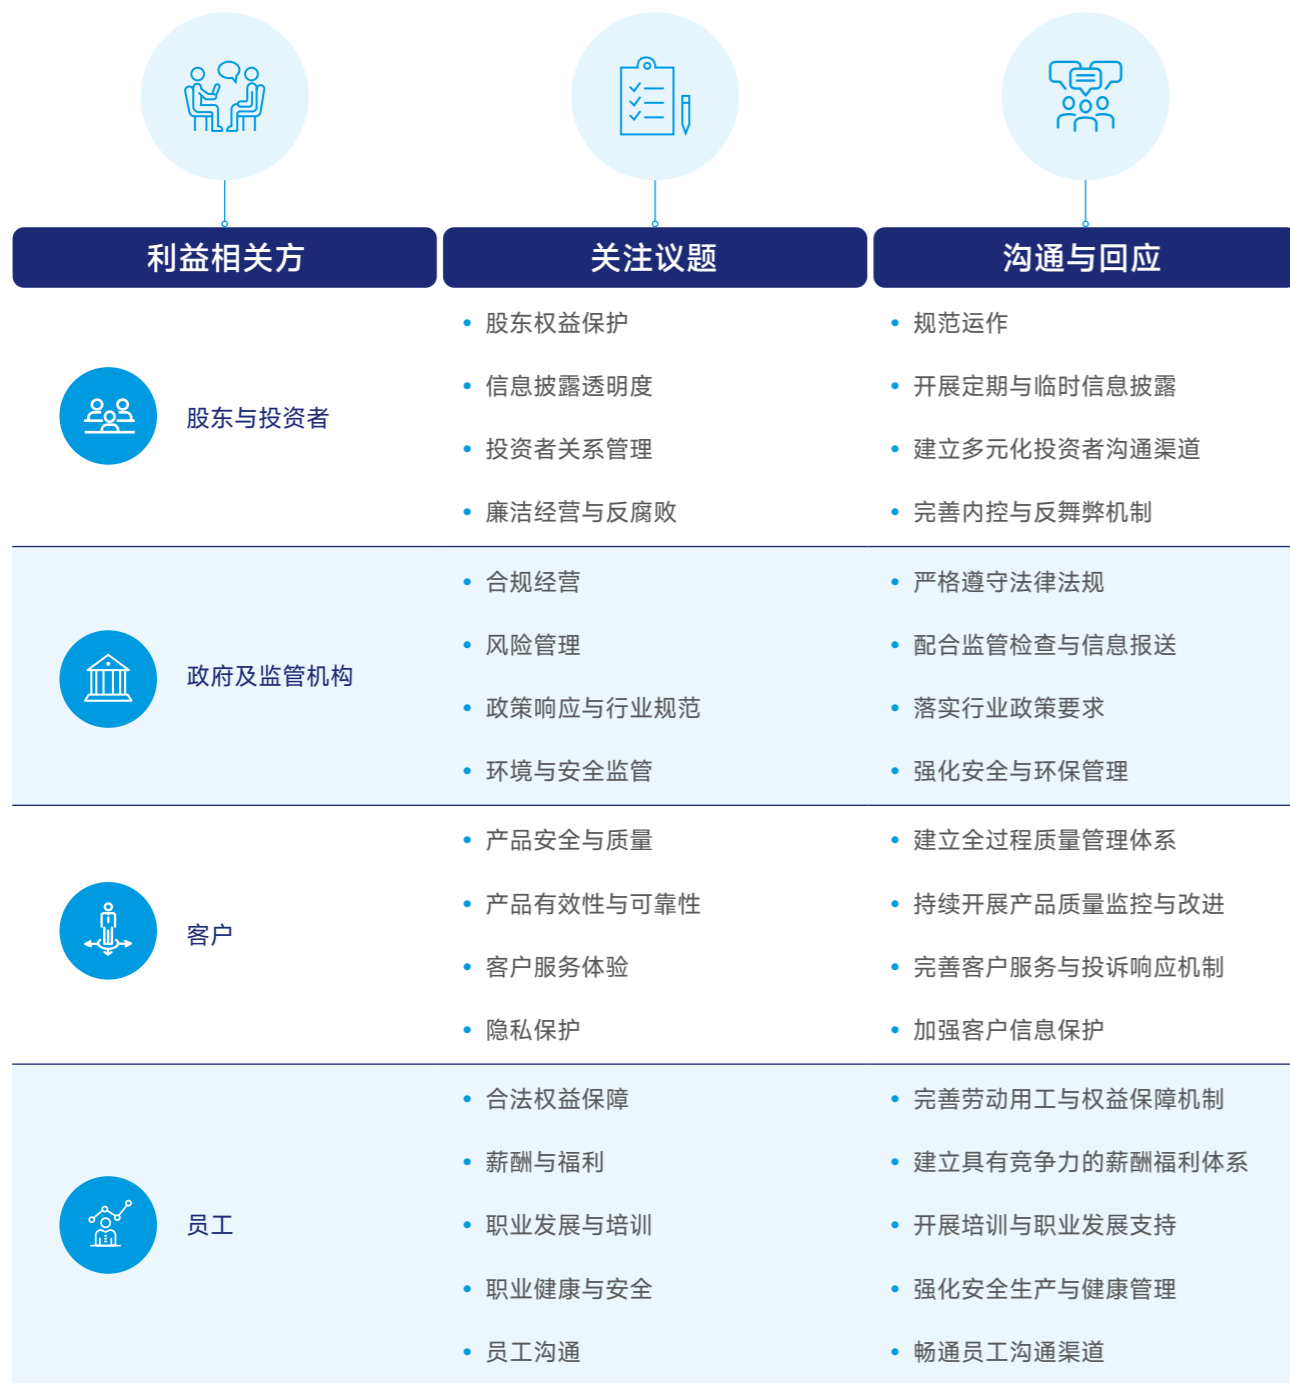 利益相关方
关注议题
沟通与回应
股东与投资者
• 股东权益保护
• 信息披露透明度
• 投资者关系管理
• 廉洁经营与反腐败
• 规范运作
• 开展定期与临时信息披露
• 建立多元化投资者沟通渠道
• 完善内控与反舞弊机制
政府及监管机构
• 合规经营
• 风险管理
• 政策响应与行业规范
• 环境与安全监管
• 严格遵守法律法规
• 配合监管检查与信息报送
• 落实行业政策要求
• 强化安全与环保管理
客户
• 产品安全与质量
• 产品有效性与可靠性
• 客户服务体验
• 隐私保护
• 建立全过程质量管理体系
• 持续开展产品质量监控与改进
• 完善客户服务与投诉响应机制
• 加强客户信息保护
员工
• 合法权益保障
• 薪酬与福利
• 职业发展与培训
• 职业健康与安全
• 员工沟通
• 完善劳动用工与权益保障机制
• 建立具有竞争力的薪酬福利体系
• 开展培训与职业发展支持
• 强化安全生产与健康管理
• 畅通员工沟通渠道